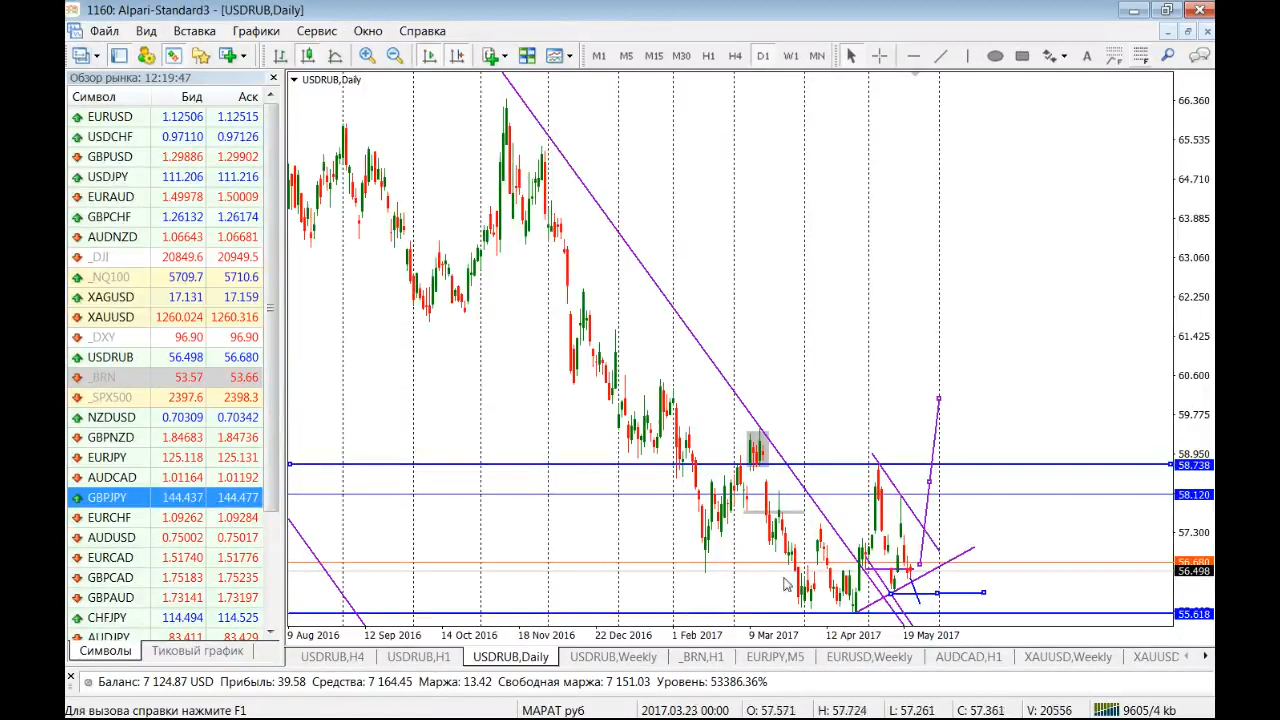 1160: Alpari-Standard3 - [USDRUB,Daily]
Файл Вид Вставка Графики Сервис Окно Справка
M1 M5 M15 M30 H1 H4 D1 W1 MN
Обзор рынка: 12:19:47
Символ Бид Аск
EURUSD 1.12506 1.12515
USDCHF 0.97110 0.97126
GBPUSD 1.29886 1.29902
USDJPY 111.206 111.216
EURAUD 1.49978 1.50009
GBPCHF 1.26132 1.26174
AUDNZD 1.06643 1.06681
_DJI 20849.6 20949.5
_NQ100 5709.7 5710.6
XAGUSD 17.131 17.159
XAUUSD 1260.024 1260.316
_DXY 96.90 96.90
USDRUB 56.498 56.680
_BRN 53.57 53.66
_SPX500 2397.6 2398.3
NZDUSD 0.70309 0.70342
GBPNZD 1.84683 1.84736
EURJPY 125.118 125.131
AUDCAD 1.01164 1.01192
GBPJPY 144.437 144.477
EURCHF 1.09262 1.09284
AUDUSD 0.75002 0.75017
EURCAD 1.51740 1.51776
GBPCAD 1.75183 1.75235
GBPAUD 1.73141 1.73197
CHFJPY 114.494 114.525
AUDJPY 83.411 83.429
Символы Тиковый график
USDRUB,Daily
66.360
65.535
64.710
63.885
63.060
62.250
61.425
60.600
59.775
58.950
58.738
58.120
57.300
56.680
56.498
55.618
9 Aug 2016 12 Sep 2016 14 Oct 2016 18 Nov 2016 22 Dec 2016 1 Feb 2017 9 Mar 2017 12 Apr 2017 19 May 2017
USDRUB,H4 USDRUB,H1 USDRUB,Daily USDRUB,Weekly _BRN,H1 EURJPY,M5 EURUSD,Weekly AUDCAD,H1 XAUUSD,Weekly XAUUSD
Баланс: 7 124.87 USD Прибыль: 39.58 Средства: 7 164.45 Маржа: 13.42 Свободная маржа: 7 151.03 Уровень: 53386.36%
Для вызова справки нажмите F1 МАРАТ руб 2017.03.23 00:00 O: 57.571 H: 57.724 L: 57.261 C: 57.361 V: 20556 9605/4 kb